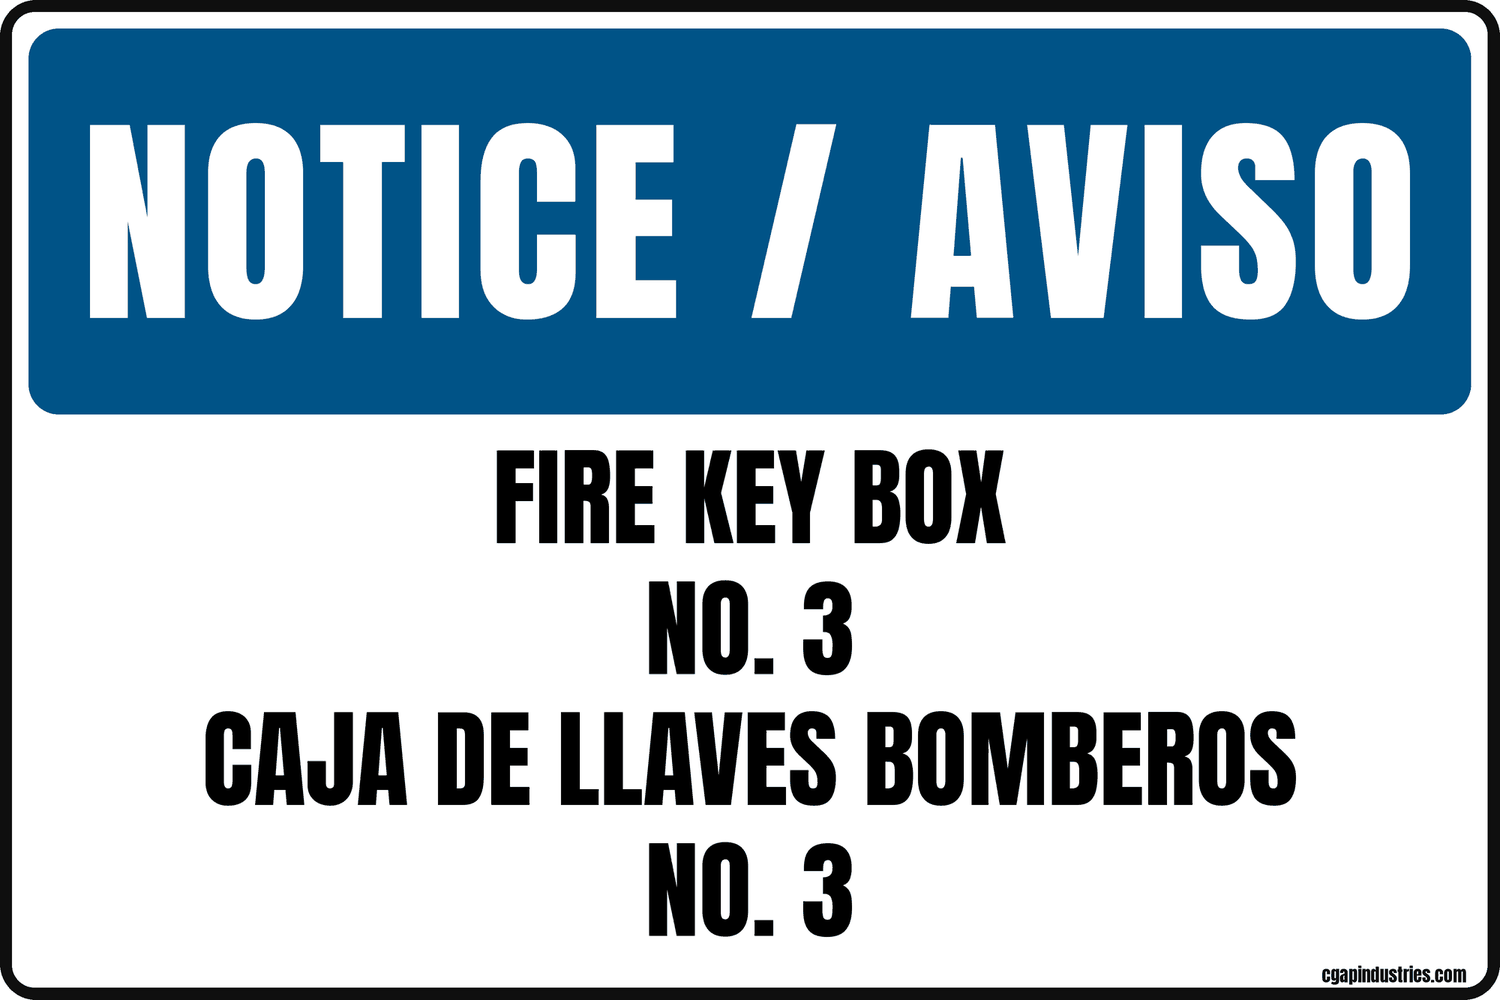 NOTICE / AVISO
FIRE KEY BOX
NO. 3
CAJA DE LLAVES BOMBEROS
NO. 3
cgapindustries.com